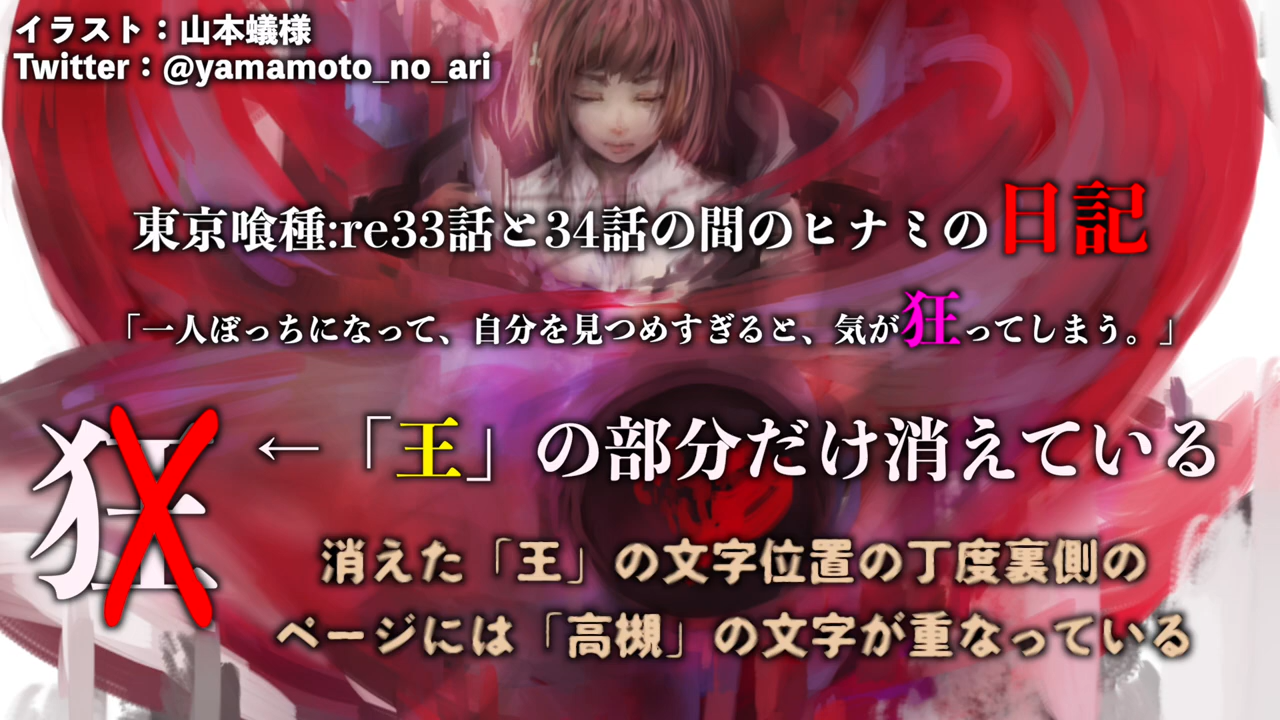 イラスト：山本蟻様
Twitter：@yamamoto_no_ari
東京喰種:re33話と34話の間のヒナミの日記
「一人ぼっちになって、自分を見つめすぎると、気が狂ってしまう。」
狂←「王」の部分だけ消えている
消えた「王」の文字位置の丁度裏側の
ページには「高槻」の文字が重なっている